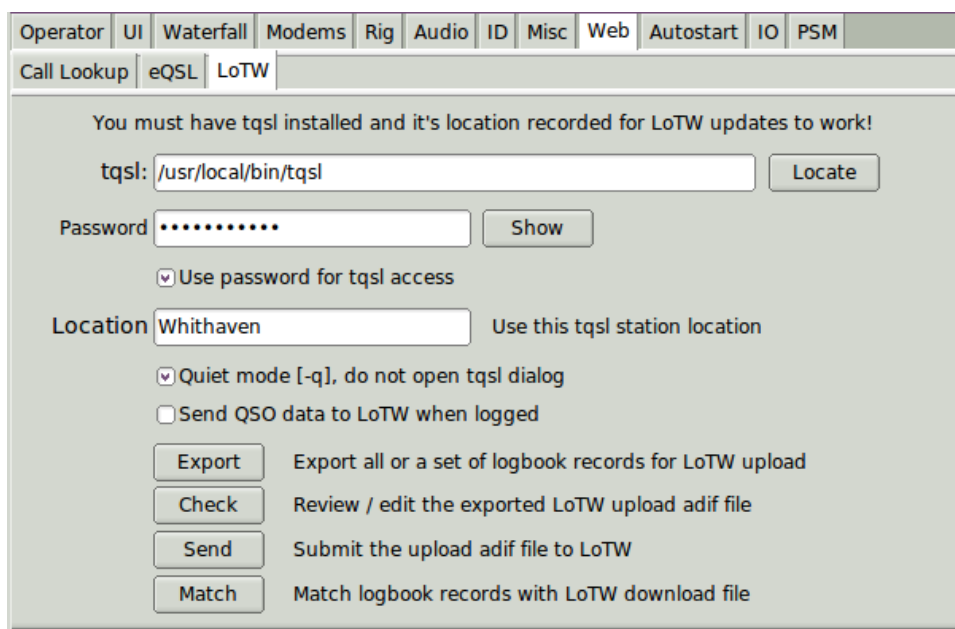 Operator UI Waterfall Modems Rig Audio ID Misc Web Autostart IO PSM
Call Lookup eQSL LoTW
You must have tqsl installed and it's location recorded for LoTW updates to work!
tqsl: /usr/local/bin/tqsl Locate
Password ••••••••••• Show
Use password for tqsl access
Location Whithaven Use this tqsl station location
Quiet mode [-q], do not open tqsl dialog
Send QSO data to LoTW when logged
Export Export all or a set of logbook records for LoTW upload
Check Review / edit the exported LoTW upload adif file
Send Submit the upload adif file to LoTW
Match Match logbook records with LoTW download file